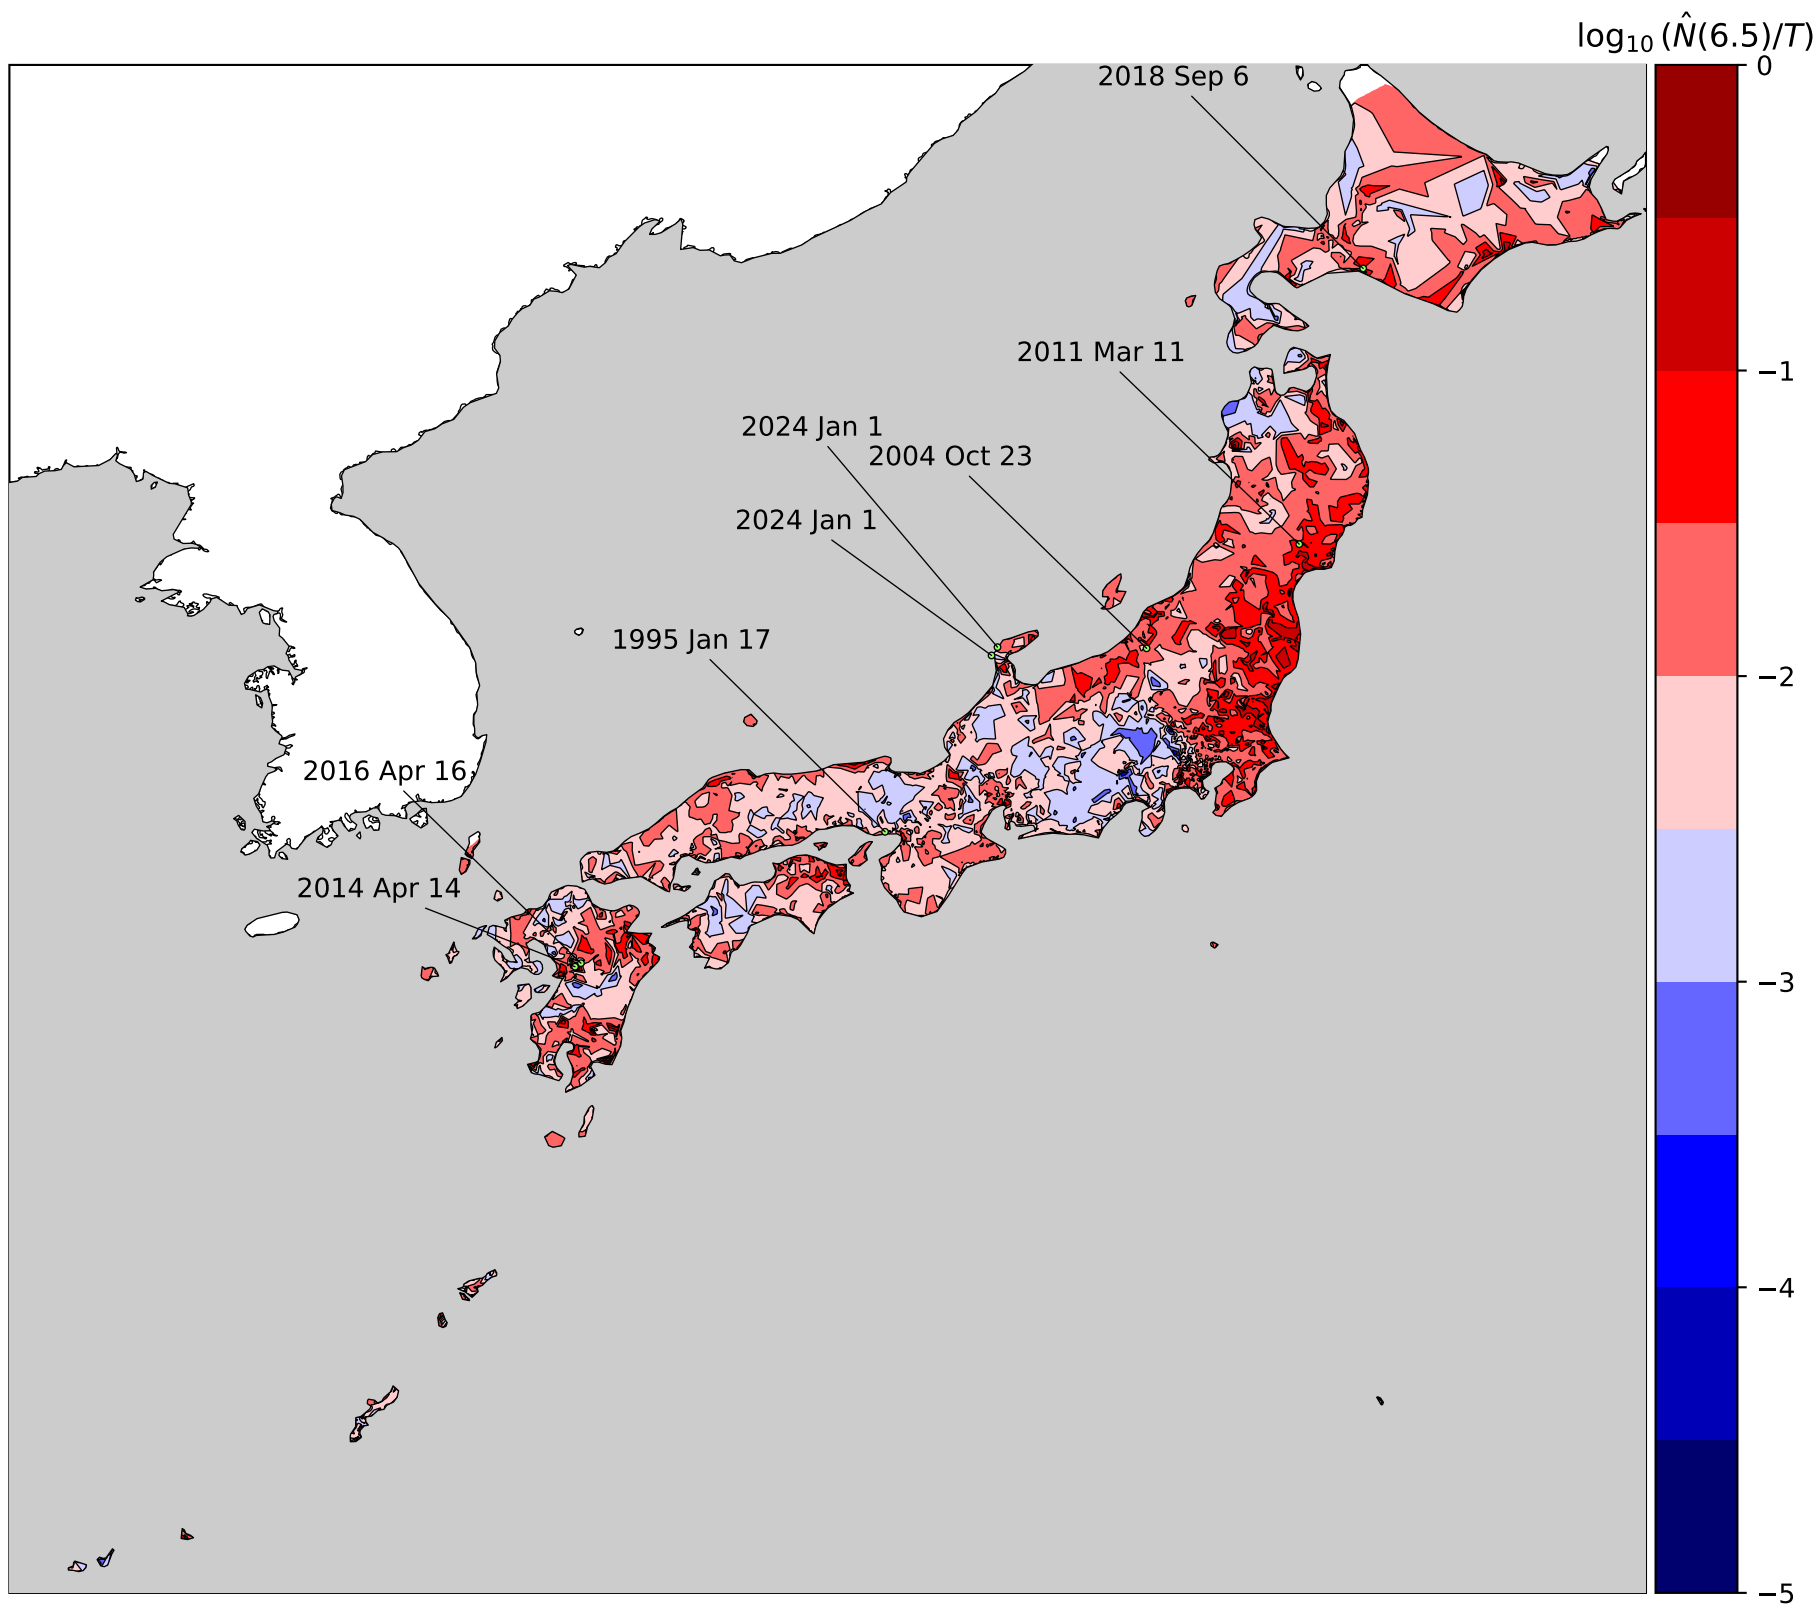 log₁₀ (N̂(6.5)/T)
2018 Sep 6
2011 Mar 11
2024 Jan 1
2004 Oct 23
2024 Jan 1
1995 Jan 17
2016 Apr 16
2014 Apr 14
0
−1
−2
−3
−4
−5